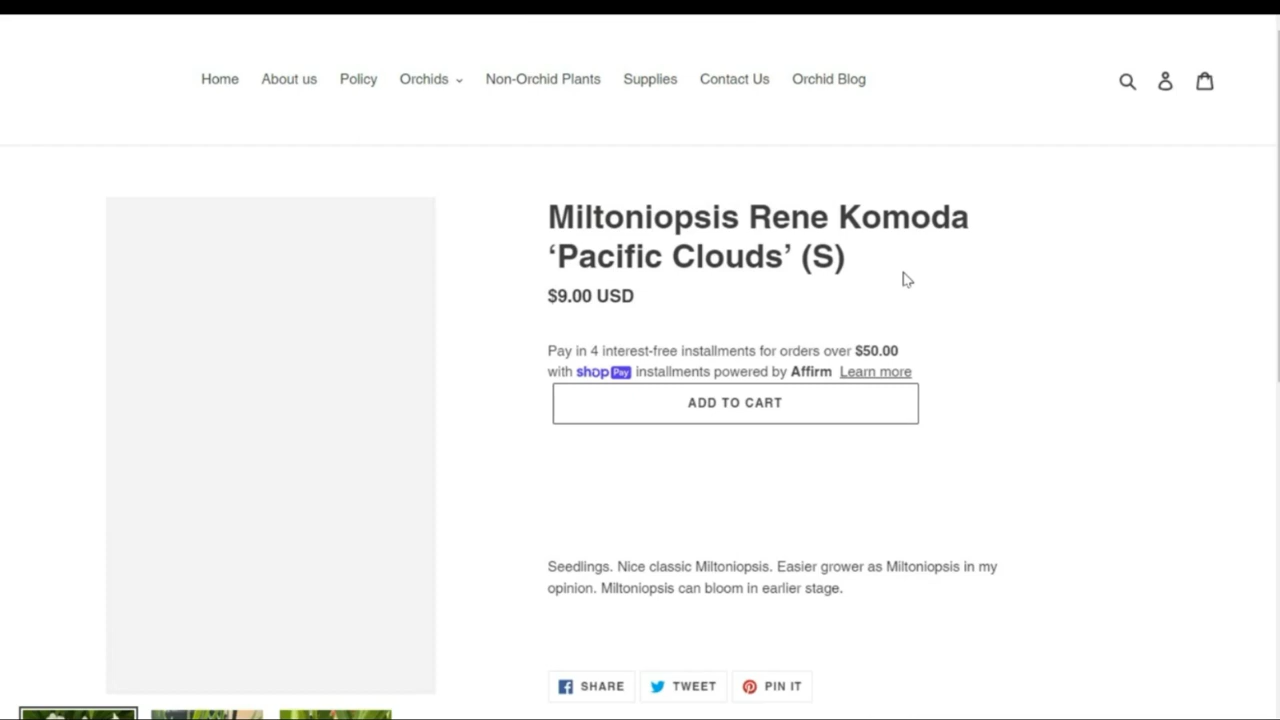 Home About us Policy Orchids Non-Orchid Plants Supplies Contact Us Orchid Blog
Miltoniopsis Rene Komoda
‘Pacific Clouds’ (S)
$9.00 USD
Pay in 4 interest-free installments for orders over $50.00
with shop Pay installments powered by Affirm Learn more
ADD TO CART
Seedlings. Nice classic Miltoniopsis. Easier grower as Miltoniopsis in my
opinion. Miltoniopsis can bloom in earlier stage.
SHARE TWEET PIN IT